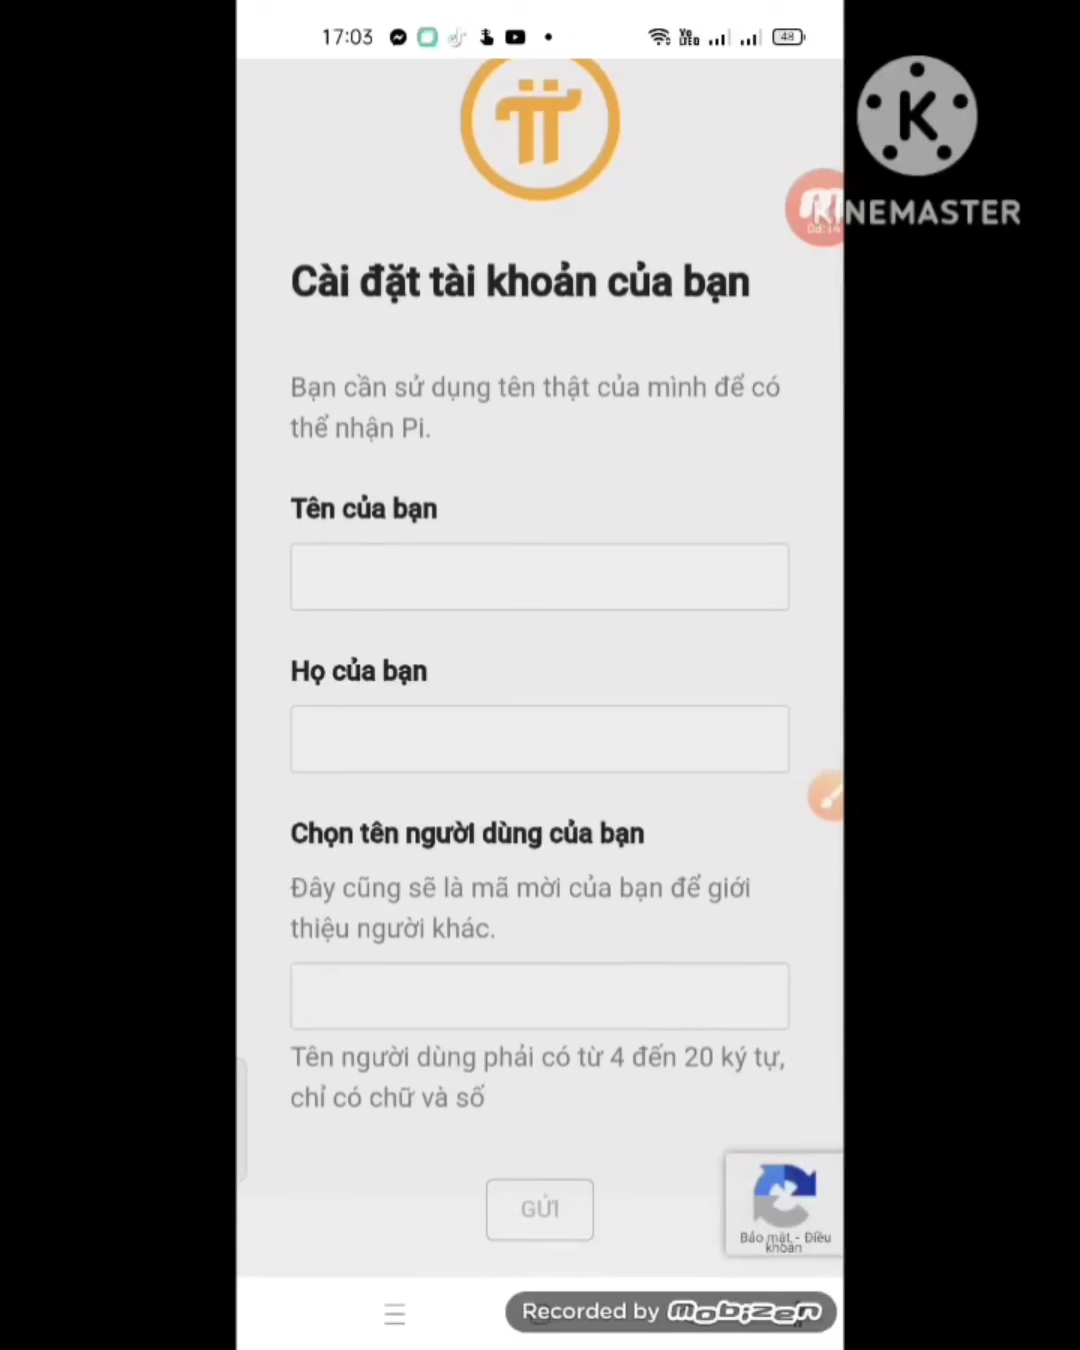 17:03
VO
LTE
48
K
KINEMASTER
Cài đặt tài khoản của bạn
Bạn cần sử dụng tên thật của mình để có
thể nhận Pi.
Tên của bạn
Họ của bạn
Chọn tên người dùng của bạn
Đây cũng sẽ là mã mời của bạn để giới
thiệu người khác.
Tên người dùng phải có từ 4 đến 20 ký tự,
chỉ có chữ và số
GỬI
Bảo mật - Điều
khoản
Recorded by mobizen